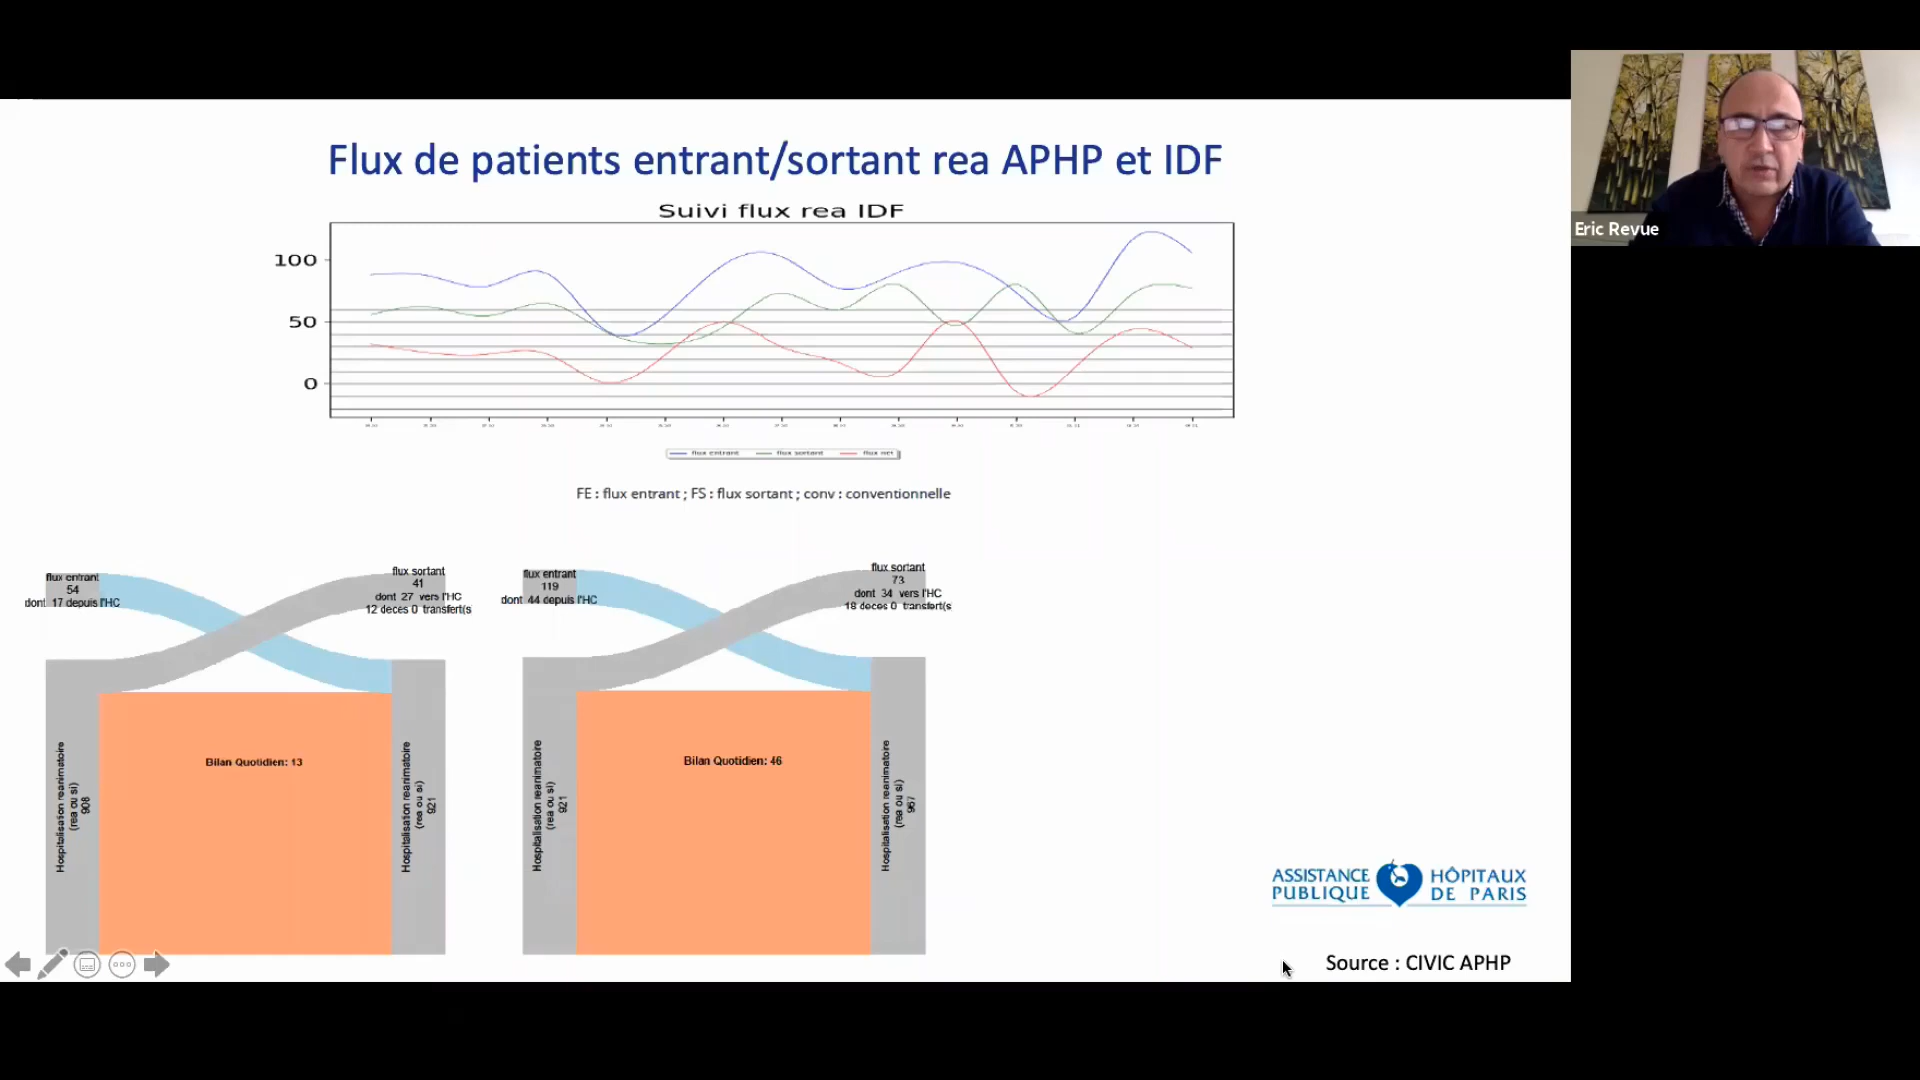 Flux de patients entrant/sortant rea APHP et IDF
Eric Revue
Suivi flux rea IDF
100
50
0
flux entrant
flux sortant
flux net
FE : flux entrant ; FS : flux sortant ; conv : conventionnelle
flux entrant
54
dont 17 depuis l'HC
flux sortant
41
dont 27 vers l'HC
12 deces 0 transfert(s
Hospitalisation reanimatoire
(rea ou si)
908
Bilan Quotidien: 13
Hospitalisation reanimatoire
(rea ou si)
921
flux entrant
119
dont 44 depuis l'HC
flux sortant
73
dont 34 vers l'HC
18 deces 0 transfert(s
Hospitalisation reanimatoire
(rea ou si)
921
Bilan Quotidien: 46
Hospitalisation reanimatoire
(rea ou si)
967
ASSISTANCE HÔPITAUX
PUBLIQUE DE PARIS
Source : CIVIC APHP